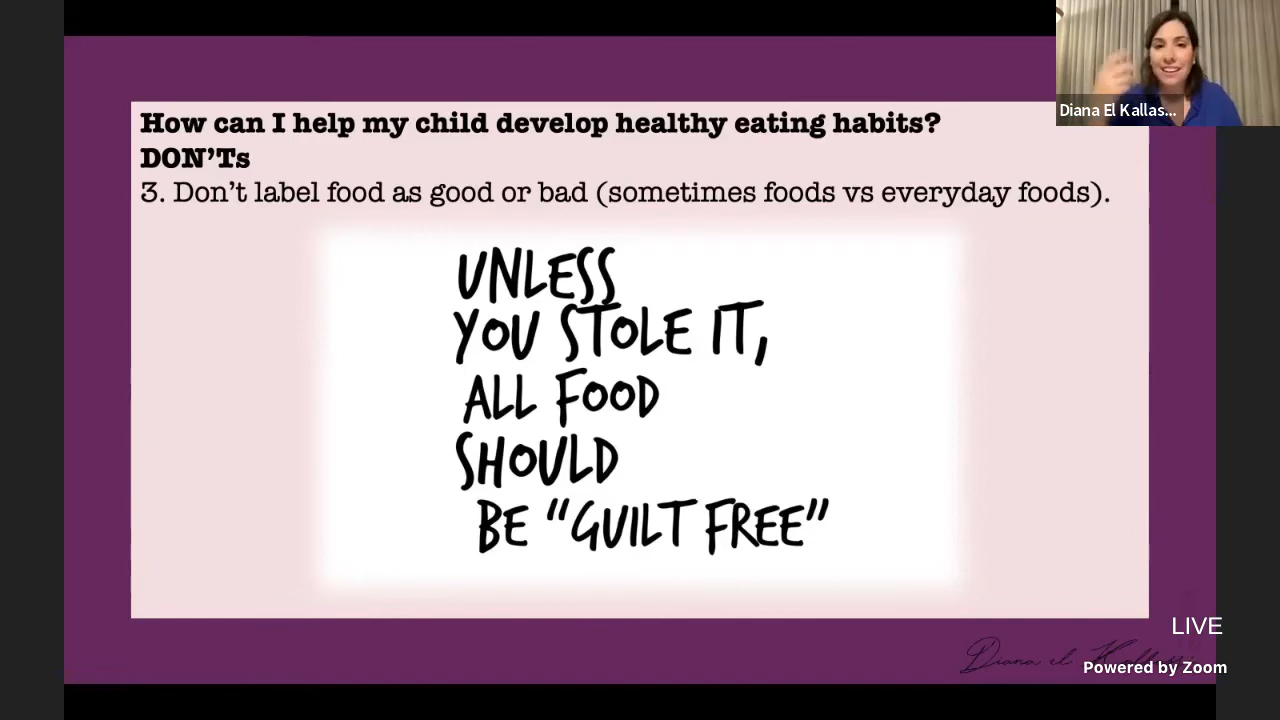 How can I help my child develop healthy eating habits?
DON'Ts
3. Don't label food as good or bad (sometimes foods vs everyday foods).
UNLESS
YOU STOLE IT,
ALL FOOD
SHOULD
BE "GUILT FREE"
Diana El Kallas...
LIVE
Diana el
Powered by Zoom